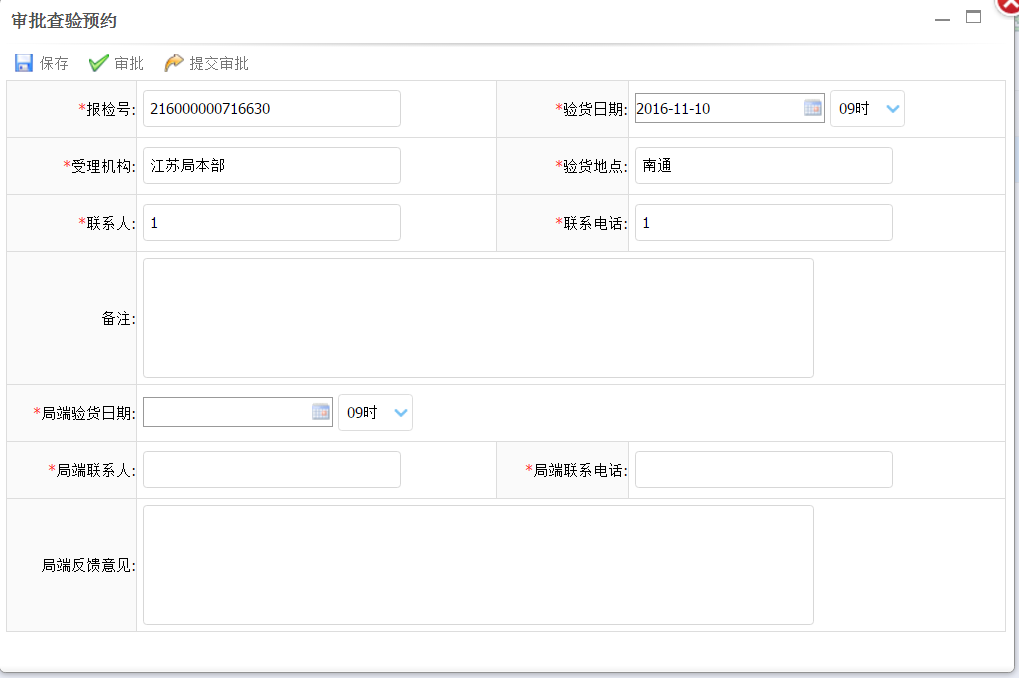 审批查验预约
保存 审批 提交审批
*报检号: 216000000716630 *验货日期: 2016-11-10 09时
*受理机构: 江苏局本部 *验货地点: 南通
*联系人: 1 *联系电话: 1
备注:
*局端验货日期: 09时
*局端联系人: *局端联系电话:
局端反馈意见: